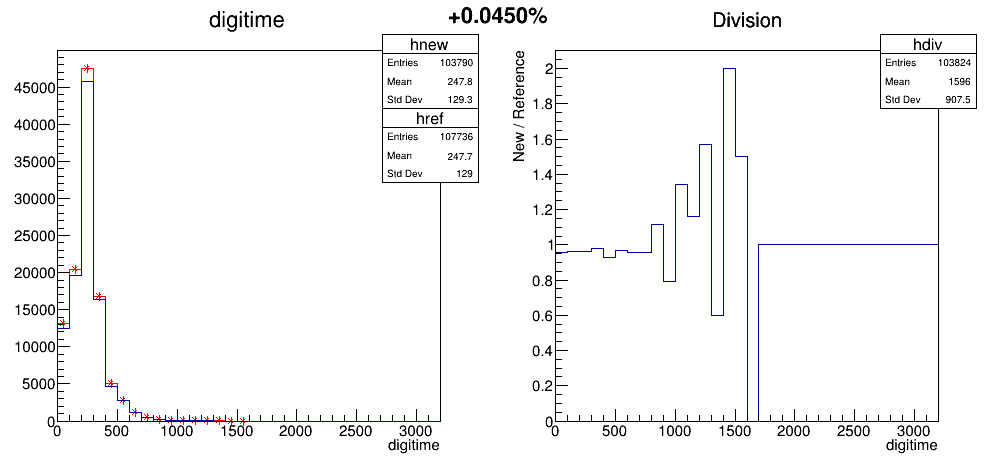 digitime
+0.0450%
Division
hnew
Entries 103790
Mean 247.8
Std Dev 129.3
href
Entries 107736
Mean 247.7
Std Dev 129
45000
40000
35000
30000
25000
20000
15000
10000
5000
0
0 500 1000 1500 2000 2500 3000
digitime
hdiv
Entries 103824
Mean 1596
Std Dev 907.5
New / Reference
2
1.8
1.6
1.4
1.2
1
0.8
0.6
0.4
0.2
0
0 500 1000 1500 2000 2500 3000
digitime